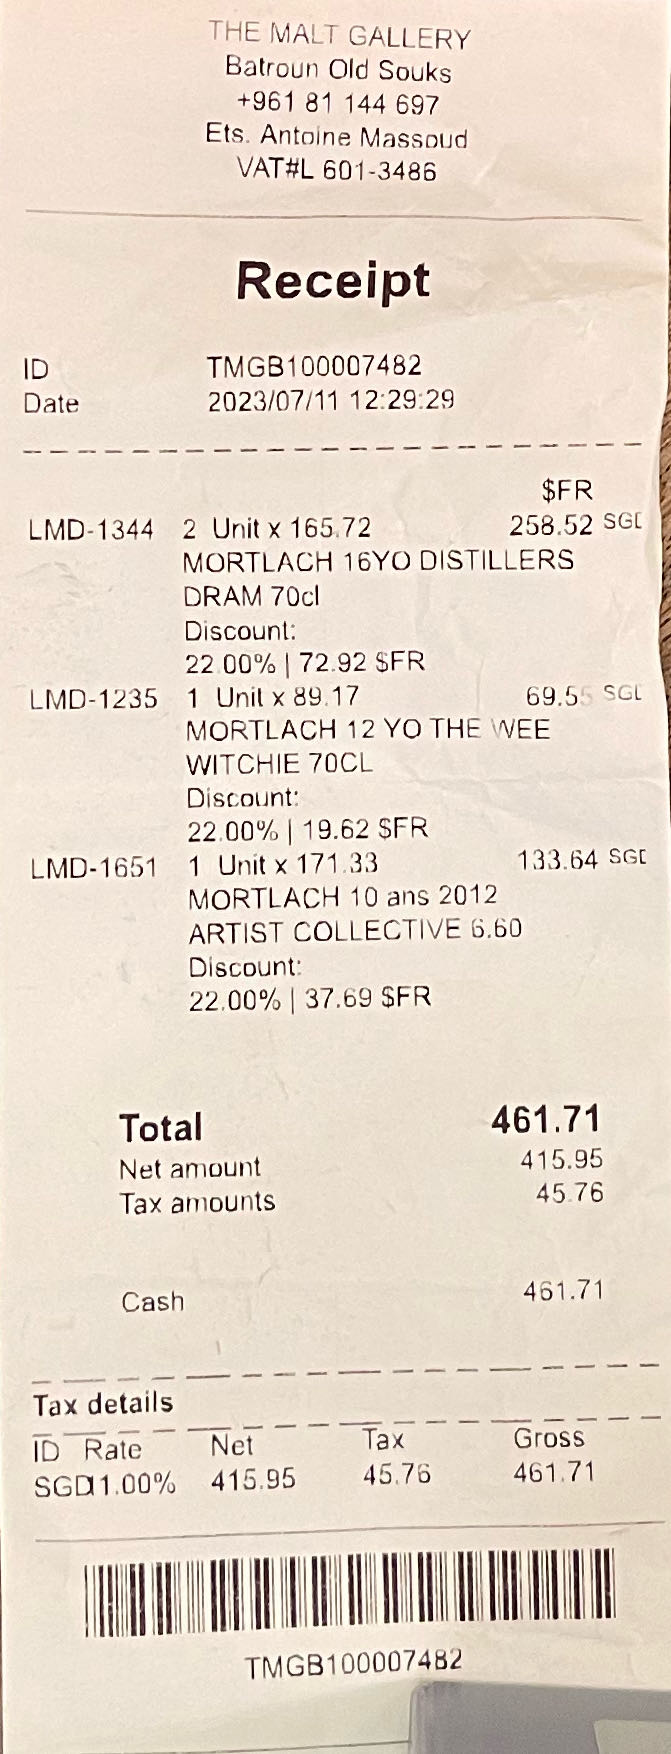 THE MALT GALLERY
Batroun Old Souks
+961 81 144 697
Ets. Antoine Massoud
VAT#L 601-3486
Receipt
ID TMGB100007482
Date 2023/07/11 12:29:29
$FR
LMD-1344 2 Unit x 165.72 258.52 SGD
MORTLACH 16YO DISTILLERS
DRAM 70cl
Discount:
22.00% | 72.92 $FR
LMD-1235 1 Unit x 89.17 69.55 SGD
MORTLACH 12 YO THE WEE
WITCHIE 70CL
Discount:
22.00% | 19.62 $FR
LMD-1651 1 Unit x 171.33 133.64 SGD
MORTLACH 10 ans 2012
ARTIST COLLECTIVE 6.60
Discount:
22.00% | 37.69 $FR
Total 461.71
Net amount 415.95
Tax amounts 45.76
Cash 461.71
Tax details
ID Rate Net Tax Gross
SGD11.00% 415.95 45.76 461.71
TMGB100007482